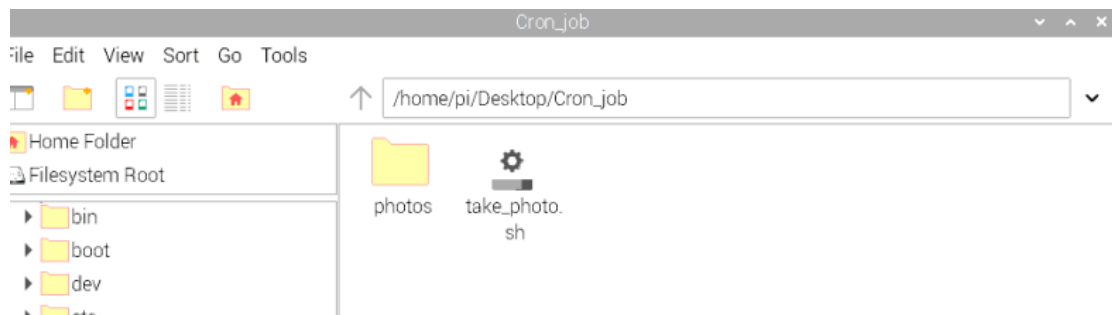 Cron_job
File Edit View Sort Go Tools
/home/pi/Desktop/Cron_job
Home Folder
Filesystem Root
bin
boot
dev
photos
take_photo.
sh